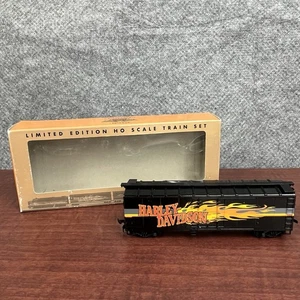 LIMITED EDITION HO SCALE TRAIN SET
HARLEY
DAVIDSON